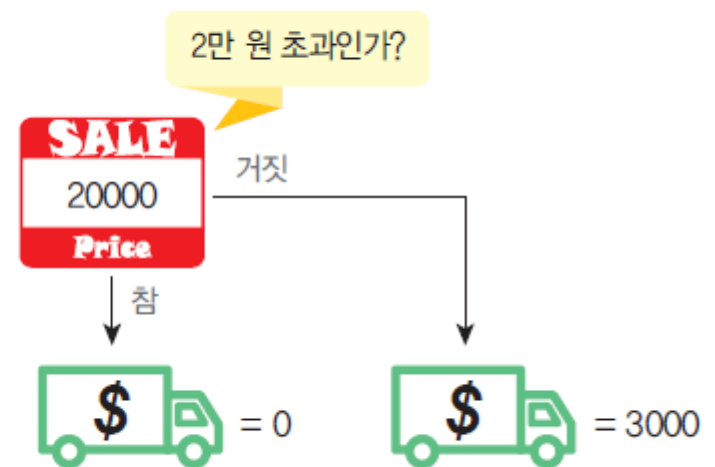 2만 원 초과인가?
SALE
20000
Price
거짓
참
$ = 0
$ = 3000